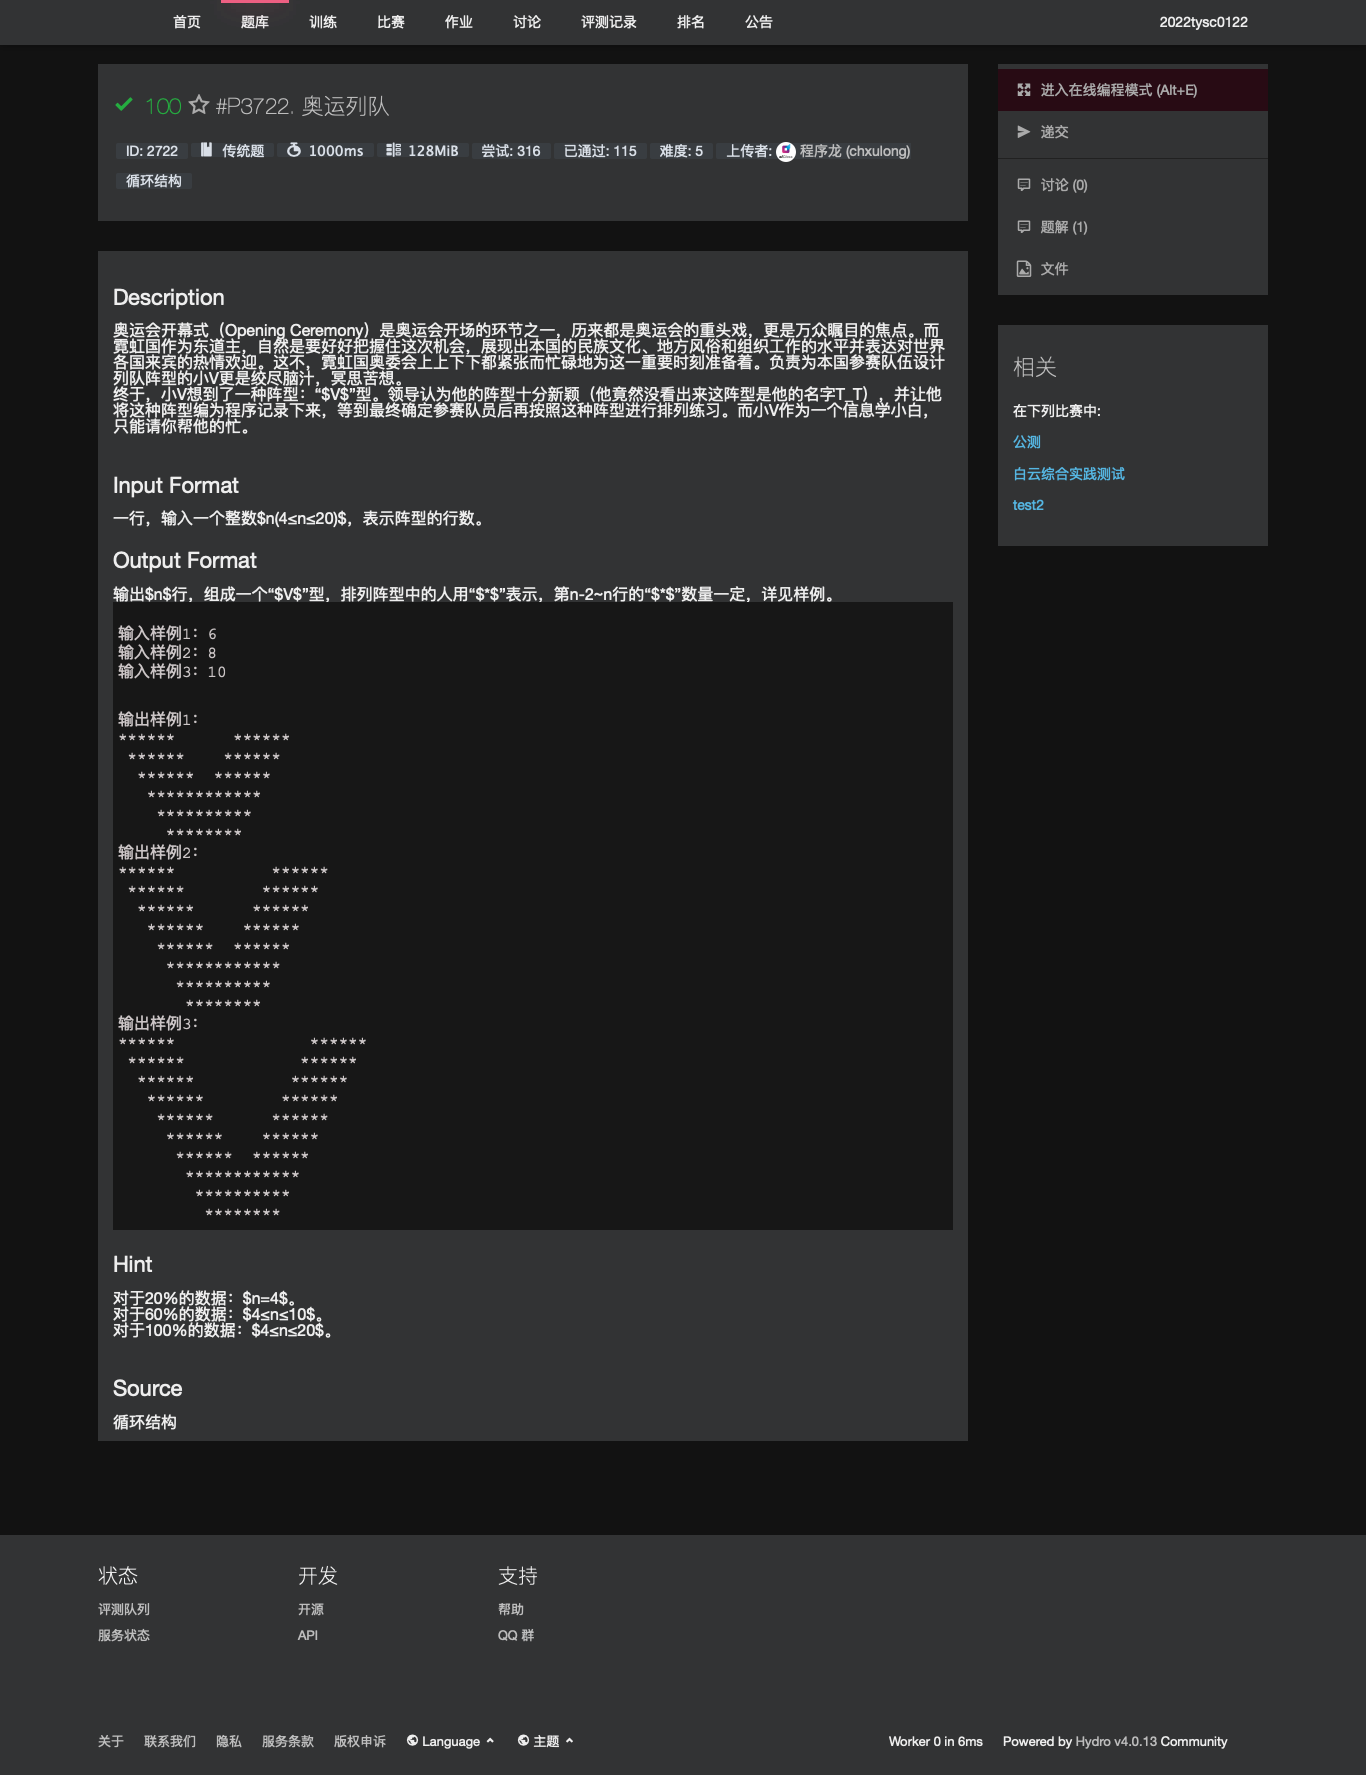 首页 题库 训练 比赛 作业 讨论 评测记录 排名 公告 2022tysc0122
100 #P3722. 奥运列队
ID: 2722 传统题 1000ms 128MiB 尝试: 316 已通过: 115 难度: 5 上传者: 程序龙 (chxulong)
循环结构
Description
奥运会开幕式（Opening Ceremony）是奥运会开场的环节之一，历来都是奥运会的重头戏，更是万众瞩目的焦点。而
霓虹国作为东道主，自然是要好好把握住这次机会，展现出本国的民族文化、地方风俗和组织工作的水平并表达对世界
各国来宾的热情欢迎。这不，霓虹国奥委会上上下下都紧张而忙碌地为这一重要时刻准备着。负责为本国参赛队伍设计
列队阵型的小V更是绞尽脑汁，冥思苦想。
终于，小V想到了一种阵型：“$V$”型。领导认为他的阵型十分新颖（他竟然没看出来这阵型是他的名字T_T），并让他
将这种阵型编为程序记录下来，等到最终确定参赛队员后再按照这种阵型进行排列练习。而小V作为一个信息学小白，
只能请你帮他的忙。
Input Format
一行，输入一个整数$n(4≤n≤20)$，表示阵型的行数。
Output Format
输出$n$行，组成一个“$V$”型，排列阵型中的人用“$*$”表示，第n-2~n行的“$*$”数量一定，详见样例。
输入样例1：6
输入样例2：8
输入样例3：10
输出样例1：
******      ******
 ******    ******
  ******  ******
   ************
    **********
     ********
输出样例2：
******          ******
 ******        ******
  ******      ******
   ******    ******
    ******  ******
     ************
      **********
       ********
输出样例3：
******              ******
 ******            ******
  ******          ******
   ******        ******
    ******      ******
     ******    ******
      ******  ******
       ************
        **********
         ********
Hint
对于20%的数据：$n=4$。
对于60%的数据：$4≤n≤10$。
对于100%的数据：$4≤n≤20$。
Source
循环结构
进入在线编程模式 (Alt+E)
递交
讨论 (0)
题解 (1)
文件
相关
在下列比赛中:
公测
白云综合实践测试
test2
状态 开发 支持
评测队列 开源 帮助
服务状态 API QQ 群
关于 联系我们 隐私 服务条款 版权申诉 Language 主题 Worker 0 in 6ms Powered by Hydro v4.0.13 Community